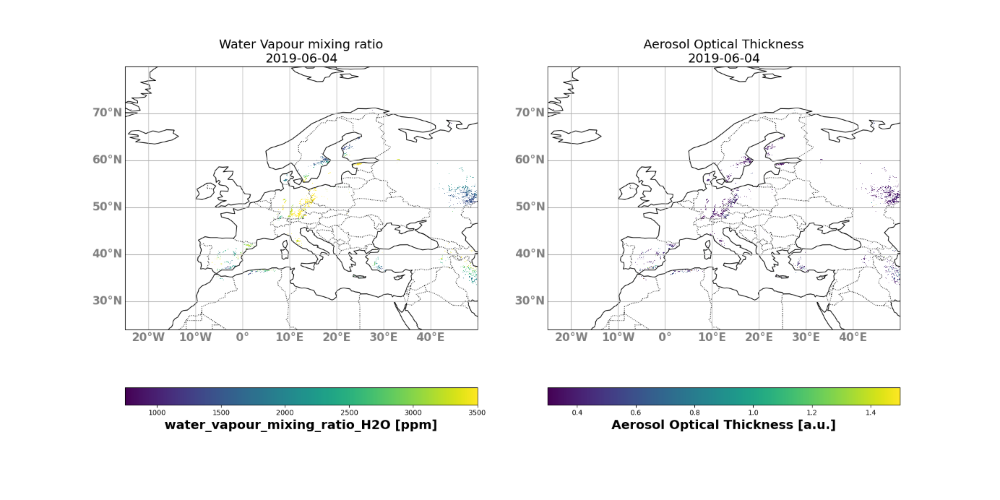 Water Vapour mixing ratio
2019-06-04
70°N
60°N
50°N
40°N
30°N
20°W 10°W 0° 10°E 20°E 30°E 40°E
1000 1500 2000 2500 3000 3500
water_vapour_mixing_ratio_H2O [ppm]
Aerosol Optical Thickness
2019-06-04
70°N
60°N
50°N
40°N
30°N
20°W 10°W 0° 10°E 20°E 30°E 40°E
0.4 0.6 0.8 1.0 1.2 1.4
Aerosol Optical Thickness [a.u.]